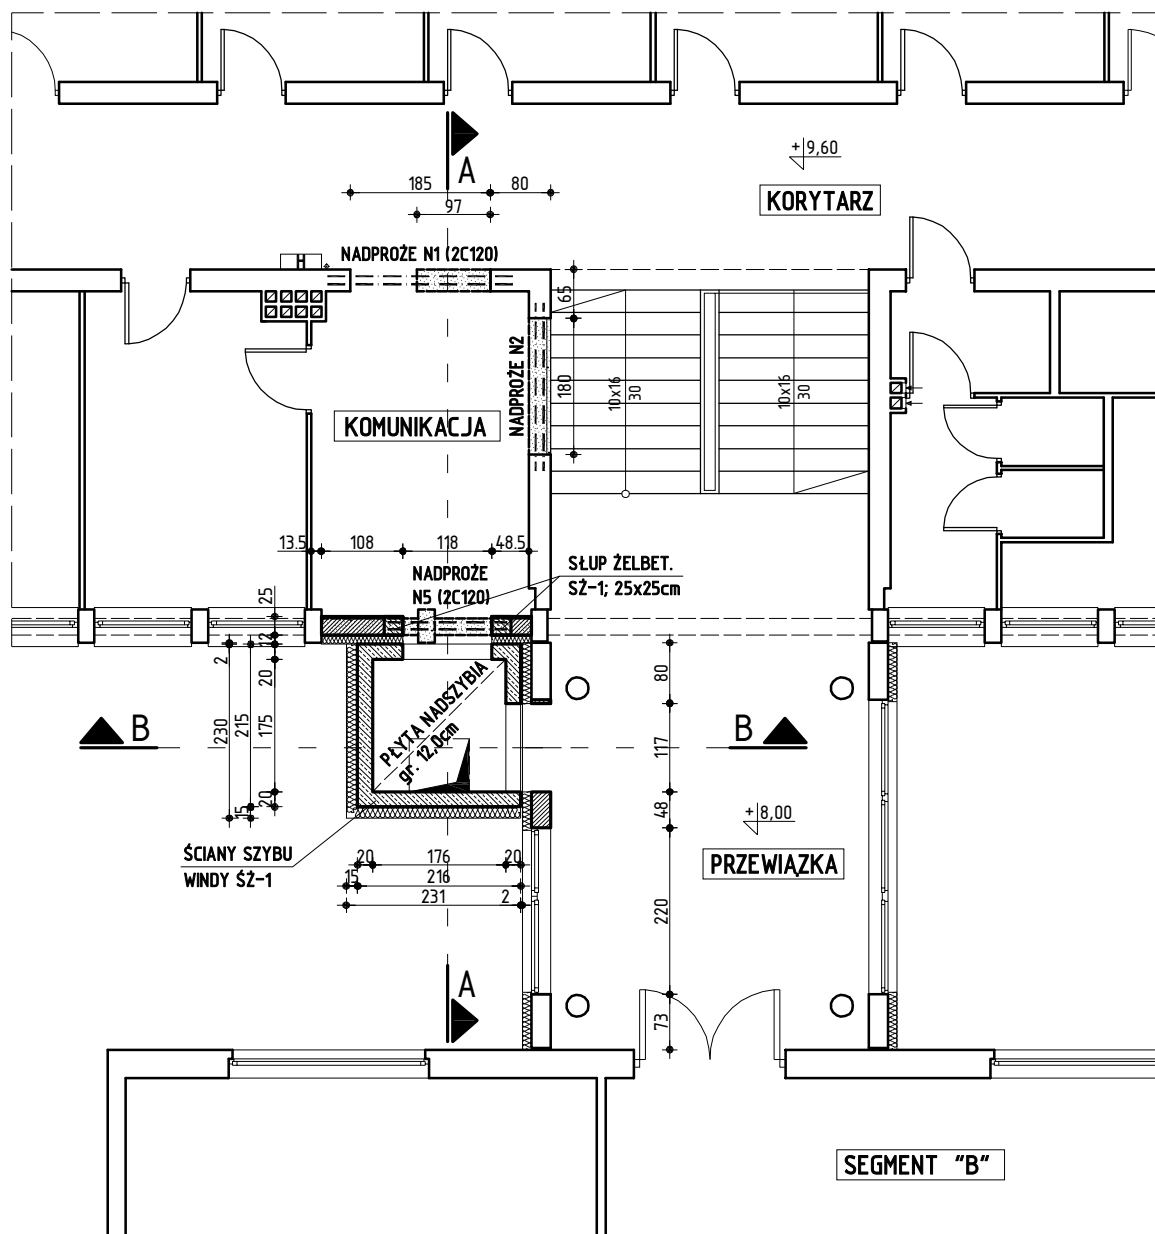 +9,60
A
185
80
KORYTARZ
97
NADPROŻE N1 (2C120)
H
65
NADPROŻE N2
180
10x16
30
10x16
30
KOMUNIKACJA
13.5
108
118
48.5
SŁUP ŻELBET.
SŻ-1; 25x25cm
NADPROŻE
N5 (2C120)
25
12
2
20
80
230
215
175
PŁYTA NADSZYBIA
gr. 12,0cm
B
B
117
20
15
48
+8,00
ŚCIANY SZYBU
WINDY ŚŻ-1
20
176
20
PRZEWIĄZKA
15
216
231
2
220
A
73
SEGMENT "B"